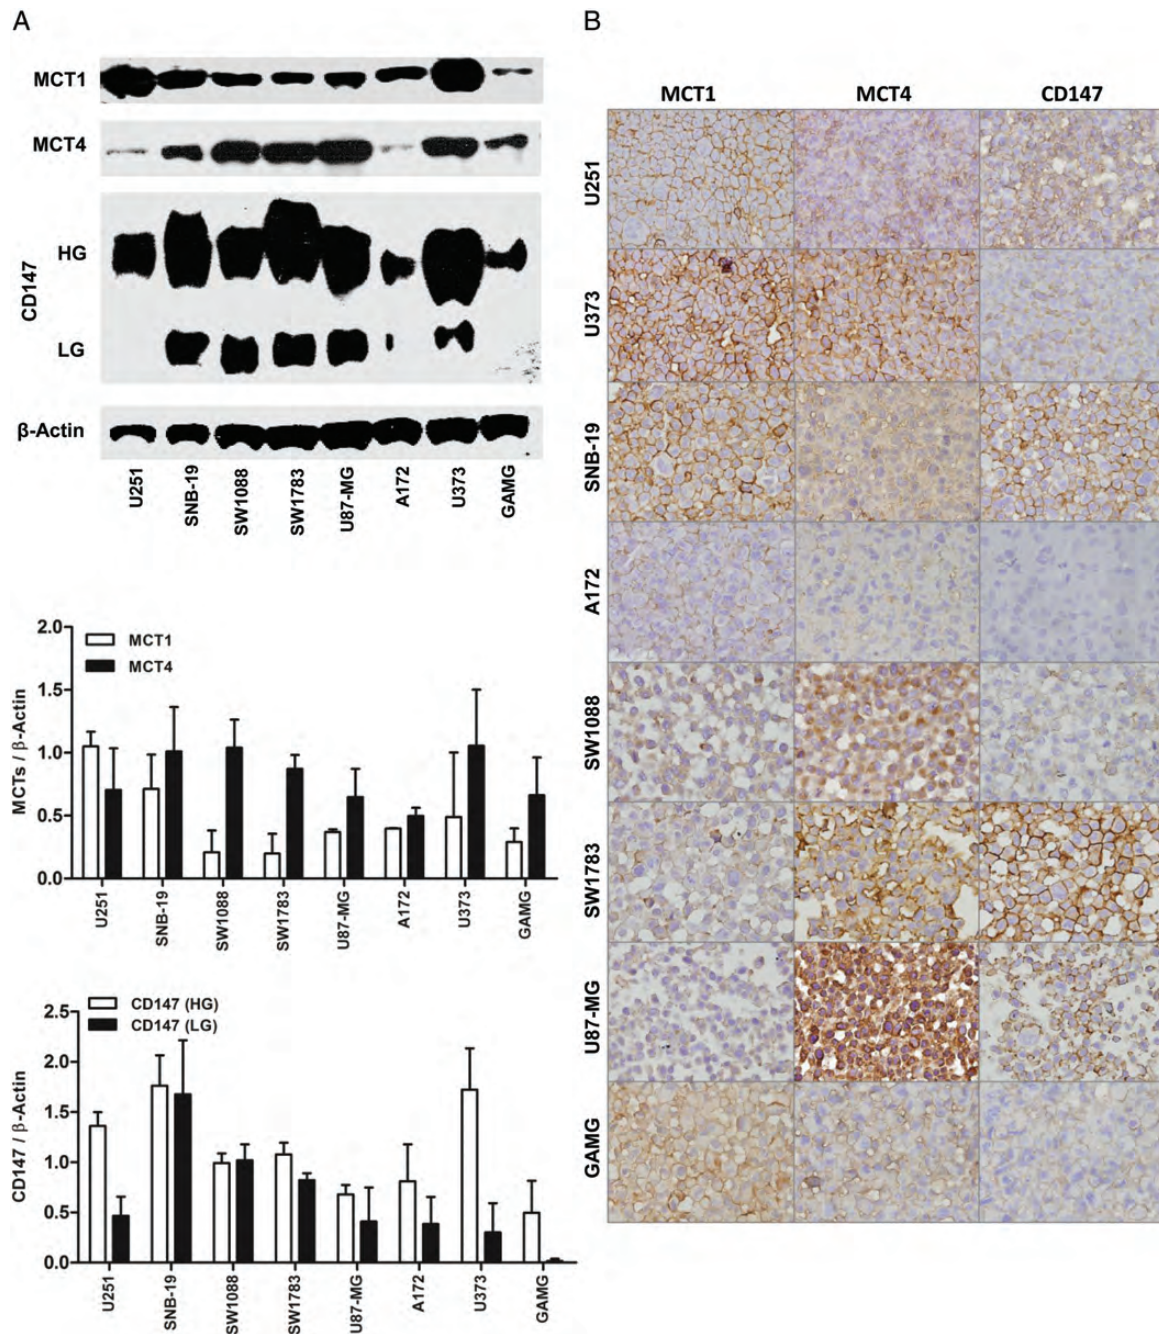 A
MCT1
MCT4
CD147
HG
LG
β-Actin
U251 SNB-19 SW1088 SW1783 U87-MG A172 U373 GAMG
MCTs / β-Actin
2.0
1.5
1.0
0.5
0.0
MCT1
MCT4
U251 SNB-19 SW1088 SW1783 U87-MG A172 U373 GAMG
CD147 / β-Actin
2.5
2.0
1.5
1.0
0.5
0.0
CD147 (HG)
CD147 (LG)
U251 SNB-19 SW1088 SW1783 U87-MG A172 U373 GAMG
B
MCT1 MCT4 CD147
U251
U373
SNB-19
A172
SW1088
SW1783
U87-MG
GAMG